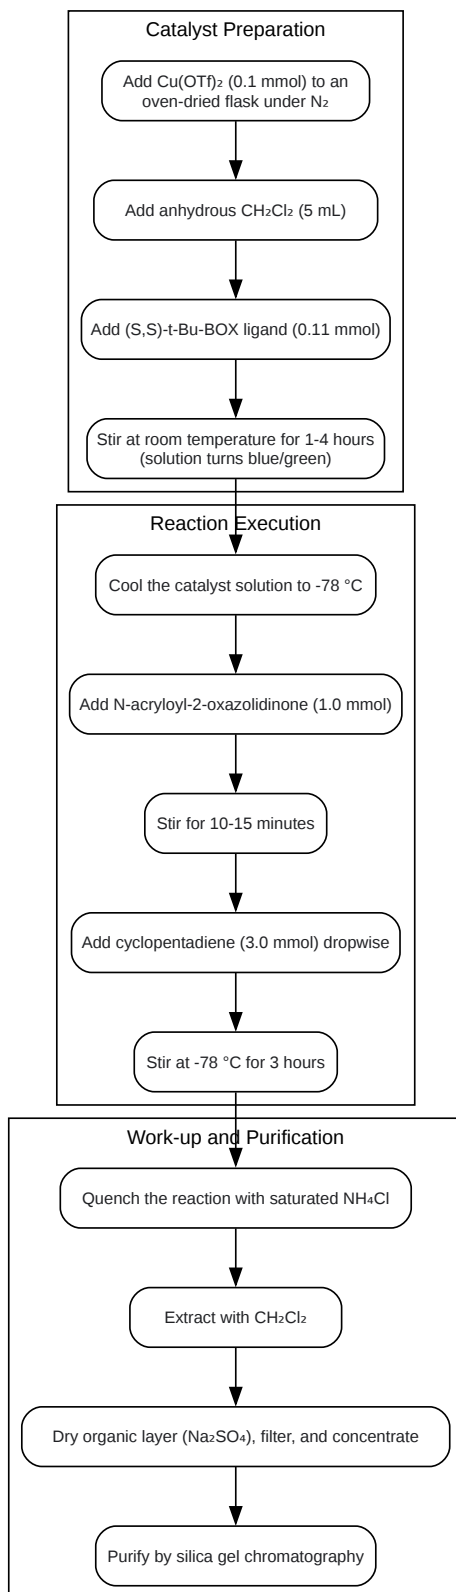 Catalyst Preparation
Add Cu(OTf)₂ (0.1 mmol) to an
oven-dried flask under N₂
Add anhydrous CH₂Cl₂ (5 mL)
Add (S,S)-t-Bu-BOX ligand (0.11 mmol)
Stir at room temperature for 1-4 hours
(solution turns blue/green)
Reaction Execution
Cool the catalyst solution to -78 °C
Add N-acryloyl-2-oxazolidinone (1.0 mmol)
Stir for 10-15 minutes
Add cyclopentadiene (3.0 mmol) dropwise
Stir at -78 °C for 3 hours
Work-up and Purification
Quench the reaction with saturated NH₄Cl
Extract with CH₂Cl₂
Dry organic layer (Na₂SO₄), filter, and concentrate
Purify by silica gel chromatography